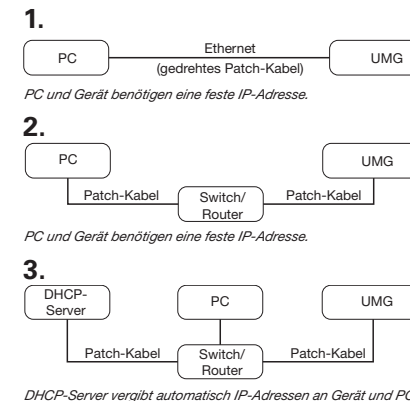 1.
PC
Ethernet
(gedrehtes Patch-Kabel)
UMG
PC und Gerät benötigen eine feste IP-Adresse.
2.
PC
UMG
Patch-Kabel
Switch/
Router
Patch-Kabel
PC und Gerät benötigen eine feste IP-Adresse.
3.
DHCP-
Server
PC
UMG
Patch-Kabel
Switch/
Router
Patch-Kabel
DHCP-Server vergibt automatisch IP-Adressen an Gerät und PC